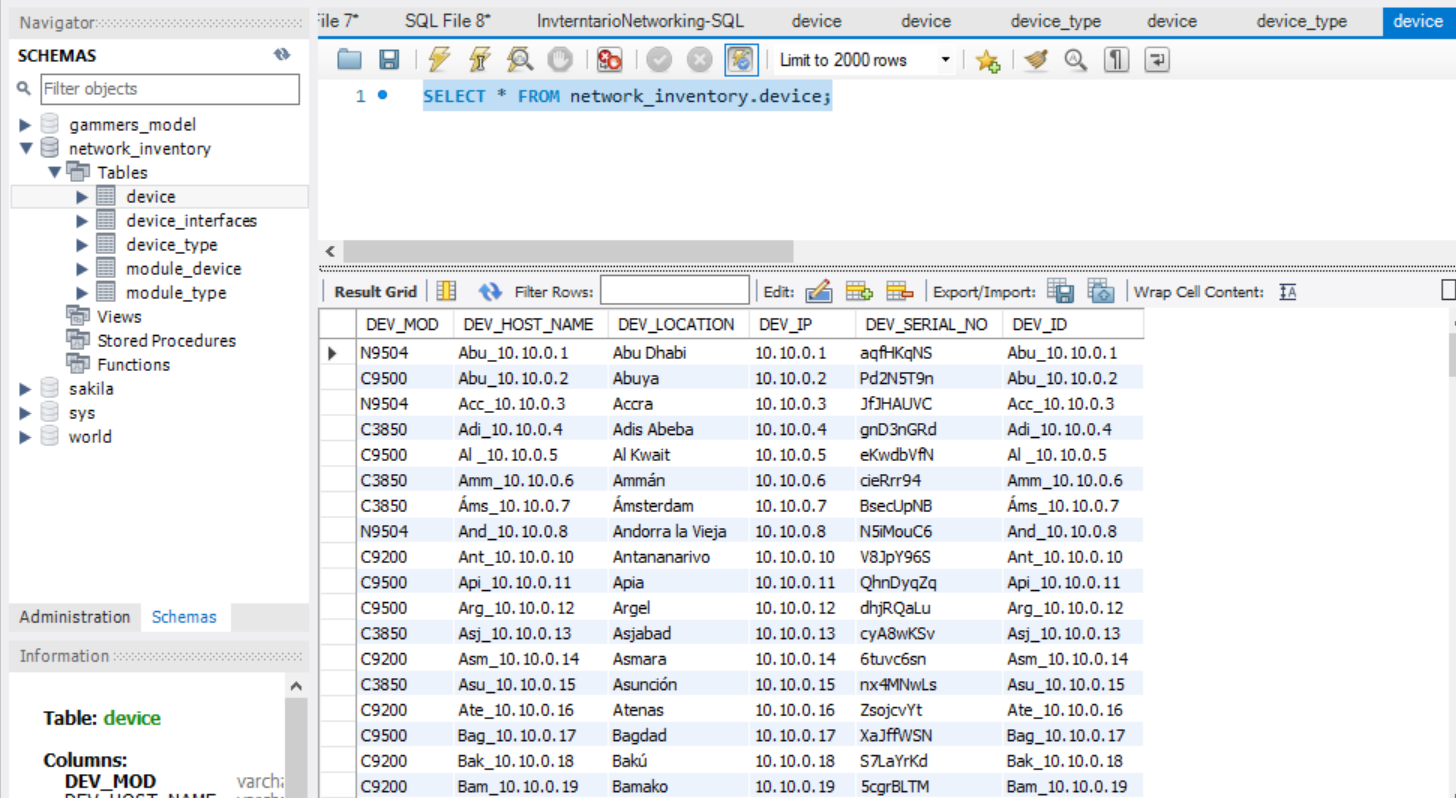 Navigator
SCHEMAS
Filter objects
gammers_model
network_inventory
Tables
device
device_interfaces
device_type
module_device
module_type
Views
Stored Procedures
Functions
sakila
sys
world
Administration Schemas
Information
Table: device
Columns:
DEV_MOD
ile 7* SQL File 8* InvterntarioNetworking-SQL device device device_type device device_type device
Limit to 2000 rows
1 SELECT * FROM network_inventory.device;
Result Grid Filter Rows: Edit: Export/Import: Wrap Cell Content:
DEV_MOD DEV_HOST_NAME DEV_LOCATION DEV_IP DEV_SERIAL_NO DEV_ID
N9504 Abu_10.10.0.1 Abu Dhabi 10.10.0.1 aqfHKqNS Abu_10.10.0.1
C9500 Abu_10.10.0.2 Abuya 10.10.0.2 Pd2N5T9n Abu_10.10.0.2
N9504 Acc_10.10.0.3 Accra 10.10.0.3 JfJHAUVC Acc_10.10.0.3
C3850 Adi_10.10.0.4 Adis Abeba 10.10.0.4 gnD3nGRd Adi_10.10.0.4
C9500 Al _10.10.0.5 Al Kwait 10.10.0.5 eKwdbVfN Al _10.10.0.5
C3850 Amm_10.10.0.6 Ammán 10.10.0.6 cieRrr94 Amm_10.10.0.6
C3850 Áms_10.10.0.7 Ámsterdam 10.10.0.7 BsecUpNB Áms_10.10.0.7
N9504 And_10.10.0.8 Andorra la Vieja 10.10.0.8 N5iMouC6 And_10.10.0.8
C9200 Ant_10.10.0.10 Antananarivo 10.10.0.10 V8JpY96S Ant_10.10.0.10
C9500 Api_10.10.0.11 Apia 10.10.0.11 QhnDyqZq Api_10.10.0.11
C9500 Arg_10.10.0.12 Argel 10.10.0.12 dhjRQaLu Arg_10.10.0.12
C3850 Asj_10.10.0.13 Asjabad 10.10.0.13 cyA8wKSv Asj_10.10.0.13
C9200 Asm_10.10.0.14 Asmara 10.10.0.14 6tuvc6sn Asm_10.10.0.14
C3850 Asu_10.10.0.15 Asunción 10.10.0.15 nx4MNwLs Asu_10.10.0.15
C9200 Ate_10.10.0.16 Atenas 10.10.0.16 ZsojcvYt Ate_10.10.0.16
C9500 Bag_10.10.0.17 Bagdad 10.10.0.17 XaJffWSN Bag_10.10.0.17
C9200 Bak_10.10.0.18 Bakú 10.10.0.18 S7LaYrKd Bak_10.10.0.18
C9200 Bam_10.10.0.19 Bamako 10.10.0.19 5cgrBLTM Bam_10.10.0.19